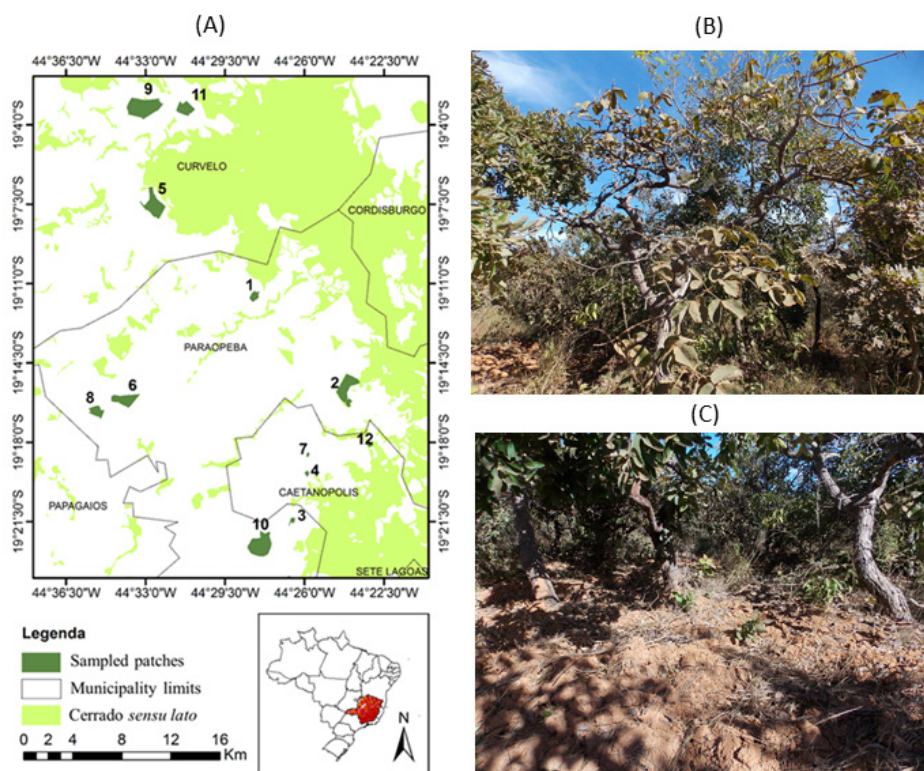 (A)
44°36'30"W 44°33'0"W 44°29'30"W 44°26'0"W 44°22'30"W
9
11
19°4'0"S 19°4'0"S
CURVELO
5
19°7'30"S 19°7'30"S
CORDISBURGO
19°11'0"S 19°11'0"S
1
PARAOPEBA
19°14'30"S 19°14'30"S
2
8 6
12
19°18'0"S 19°18'0"S
7
4
CAETANOPOLIS
PAPAGAIOS
10 3
19°21'30"S 19°21'30"S
SETE LAGOAS
44°36'30"W 44°33'0"W 44°29'30"W 44°26'0"W 44°22'30"W
Legenda
Sampled patches
Municipality limits
Cerrado sensu lato
0 2 4 8 12 16
Km
N
(B)
(C)